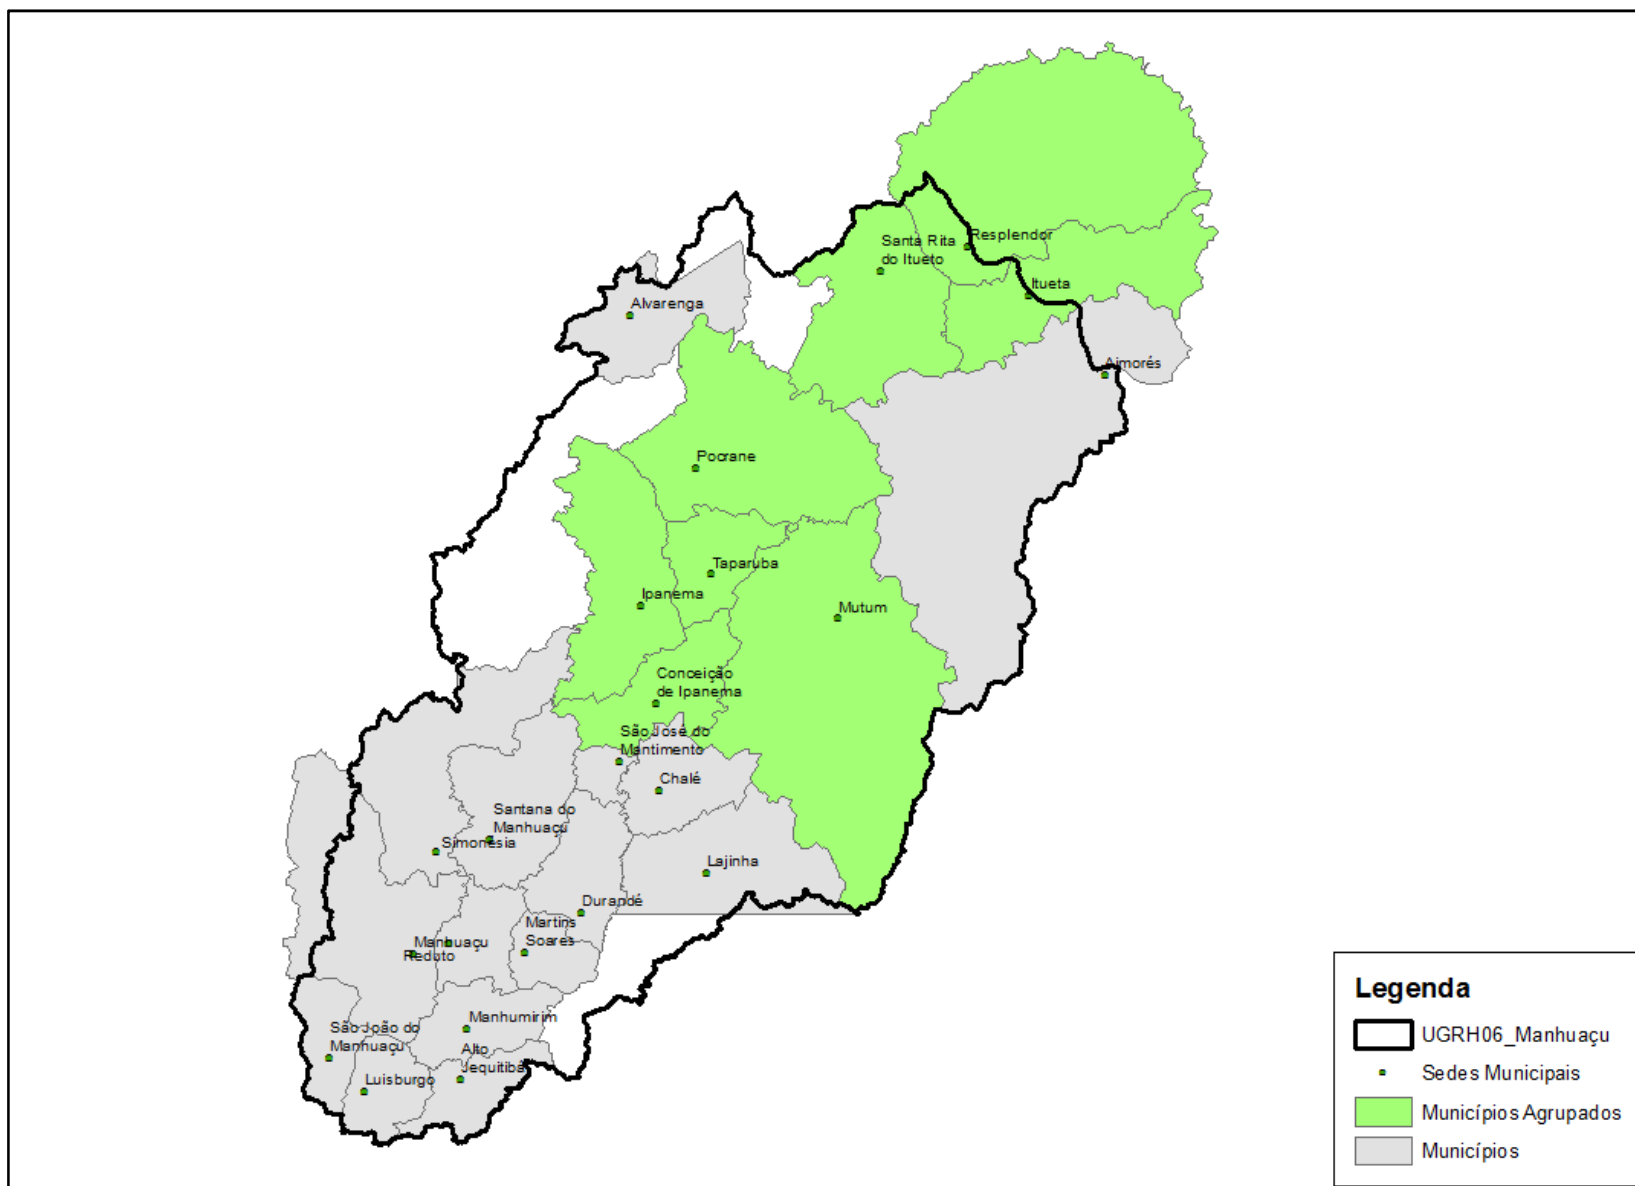 Resplendor
Santa Rita
do Itueto
Itueta
Alvarenga
Aimorés
Pocrane
Taparuba
Ipanema
Mutum
Conceição
de Ipanema
São José do
Mantimento
Chalé
Santana do
Manhuaçu
Simonésia
Lajinha
Durandé
Martins
Soares
Manhuaçu
Reduto
Manhumirim
São João do
Manhuaçu
Alto
Jequitibá
Luisburgo
Legenda
UGRH06_Manhuaçu
Sedes Municipais
Municípios Agrupados
Municípios